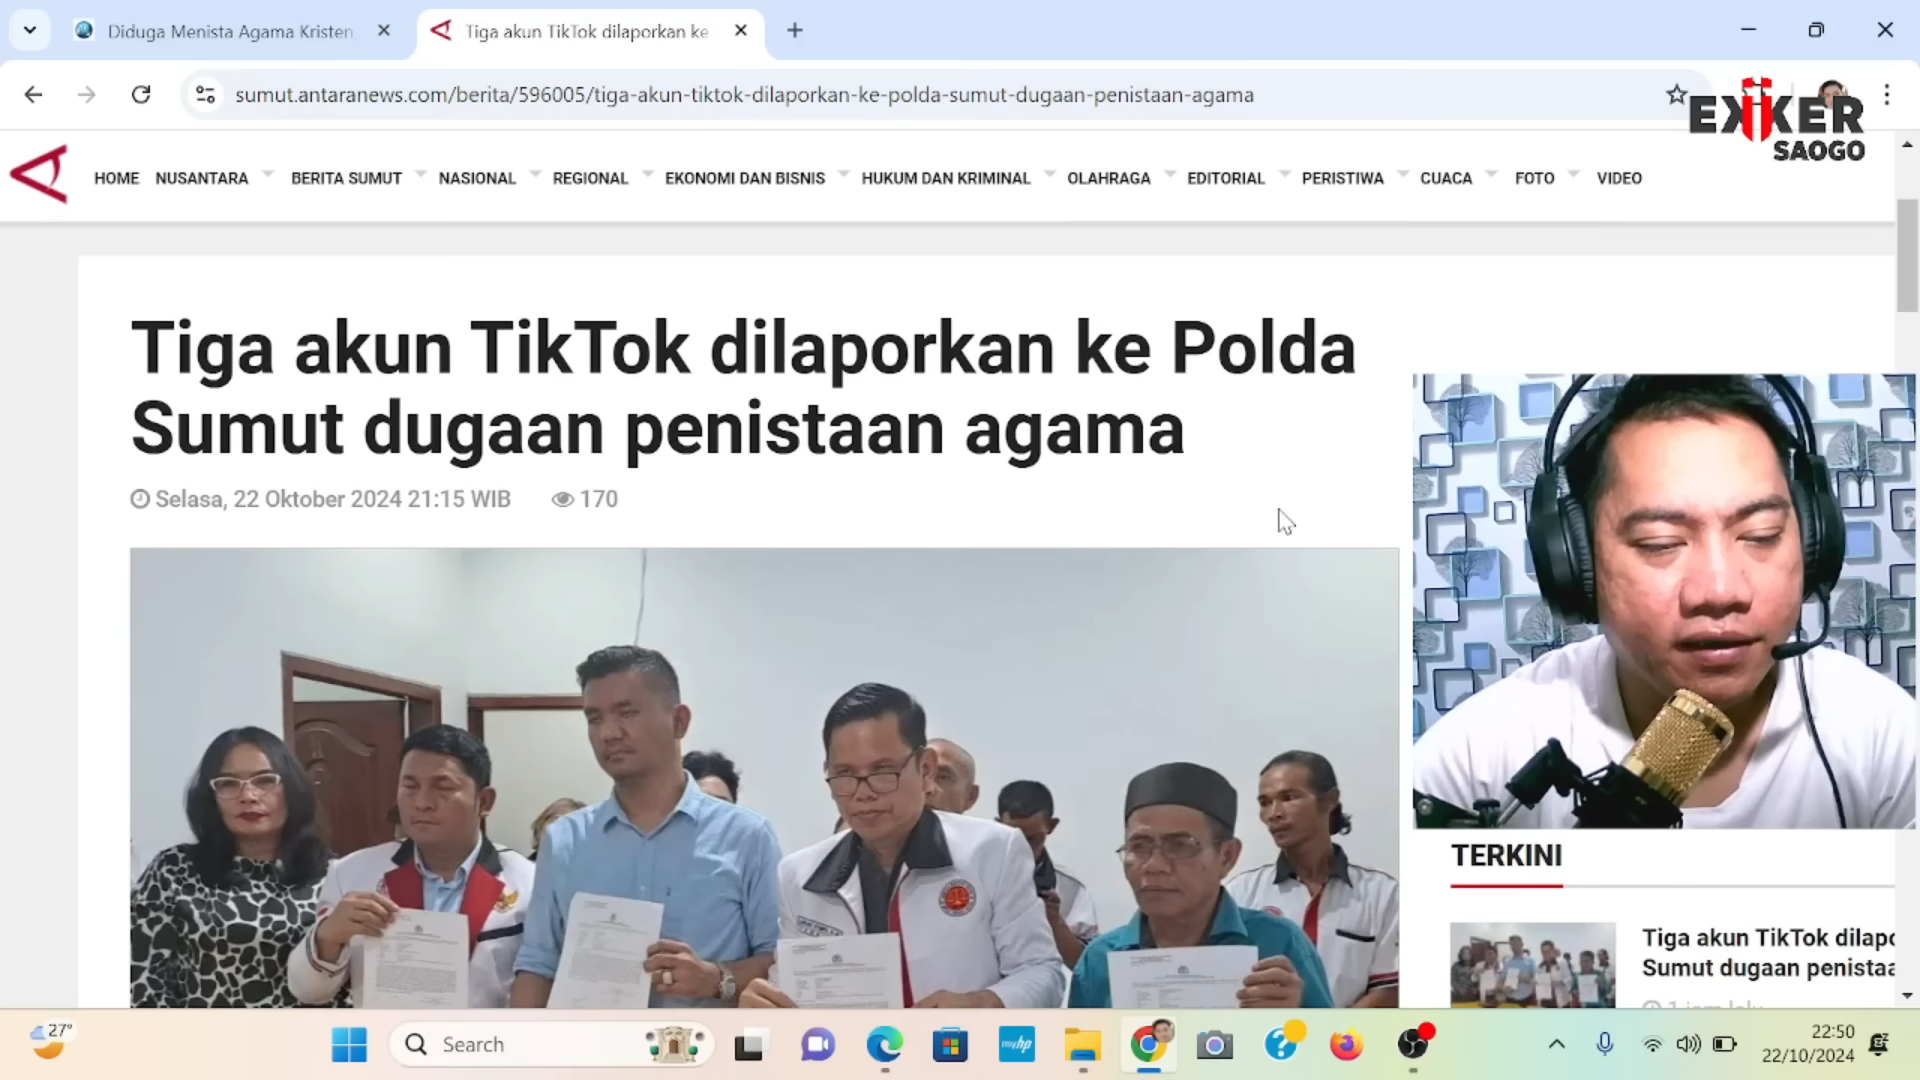 Diduga Menista Agama Kristen
Tiga akun TikTok dilaporkan ke
sumut.antaranews.com/berita/596005/tiga-akun-tiktok-dilaporkan-ke-polda-sumut-dugaan-penistaan-agama
EKKER
SAOGO
HOME NUSANTARA BERITA SUMUT NASIONAL REGIONAL EKONOMI DAN BISNIS HUKUM DAN KRIMINAL OLAHRAGA EDITORIAL PERISTIWA CUACA FOTO VIDEO
Tiga akun TikTok dilaporkan ke Polda
Sumut dugaan penistaan agama
Selasa, 22 Oktober 2024 21:15 WIB 170
TERKINI
Tiga akun TikTok dilapo
Sumut dugaan penista
27°
Search
myhp
22:50
22/10/2024